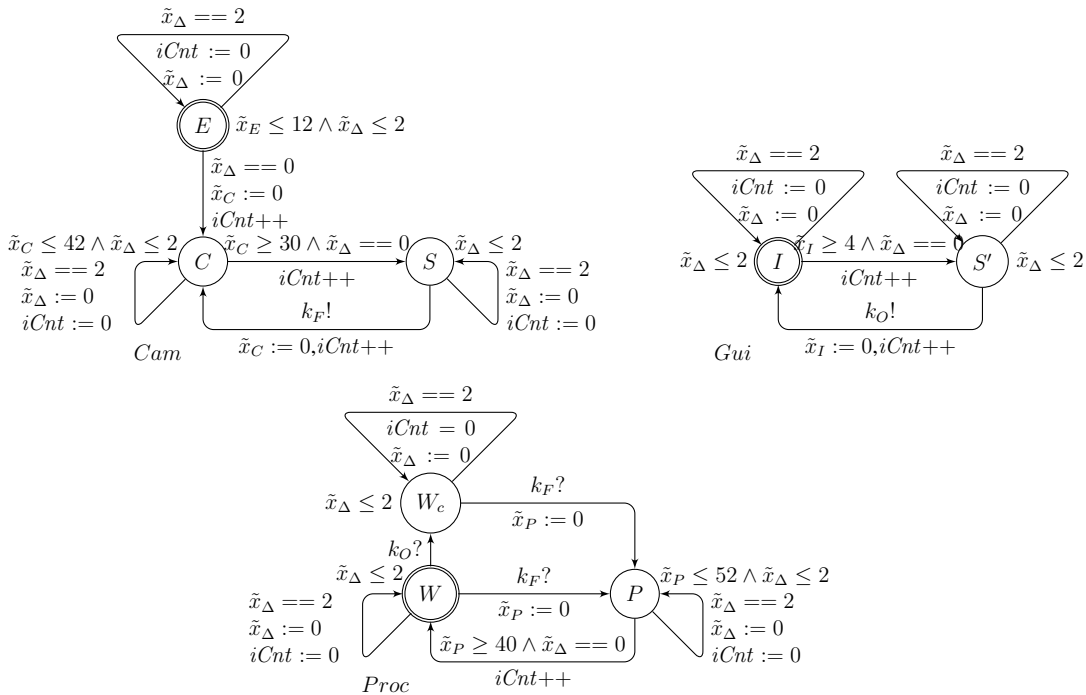 x̃_Δ == 2
iCnt := 0
x̃_Δ := 0
E
x̃_E ≤ 12 ∧ x̃_Δ ≤ 2
x̃_Δ == 0
x̃_C := 0
iCnt++
x̃_C ≤ 42 ∧ x̃_Δ ≤ 2
C
x̃_C ≥ 30 ∧ x̃_Δ == 0
iCnt++
S
x̃_Δ ≤ 2
x̃_Δ == 2
x̃_Δ := 0
iCnt := 0
x̃_Δ == 2
x̃_Δ := 0
iCnt := 0
k_F!
x̃_C := 0,iCnt++
Cam
x̃_Δ == 2
iCnt := 0
x̃_Δ := 0
x̃_Δ == 2
iCnt := 0
x̃_Δ := 0
x̃_Δ ≤ 2
I
x̃_I ≥ 4 ∧ x̃_Δ == 0
iCnt++
S′
x̃_Δ ≤ 2
k_O!
x̃_I := 0,iCnt++
Gui
x̃_Δ == 2
iCnt = 0
x̃_Δ := 0
x̃_Δ ≤ 2
W_c
k_F?
x̃_P := 0
k_O?
x̃_Δ ≤ 2
W
k_F?
x̃_P := 0
P
x̃_P ≤ 52 ∧ x̃_Δ ≤ 2
x̃_Δ == 2
x̃_Δ := 0
iCnt := 0
x̃_Δ == 2
x̃_Δ := 0
iCnt := 0
x̃_P ≥ 40 ∧ x̃_Δ == 0
iCnt++
Proc